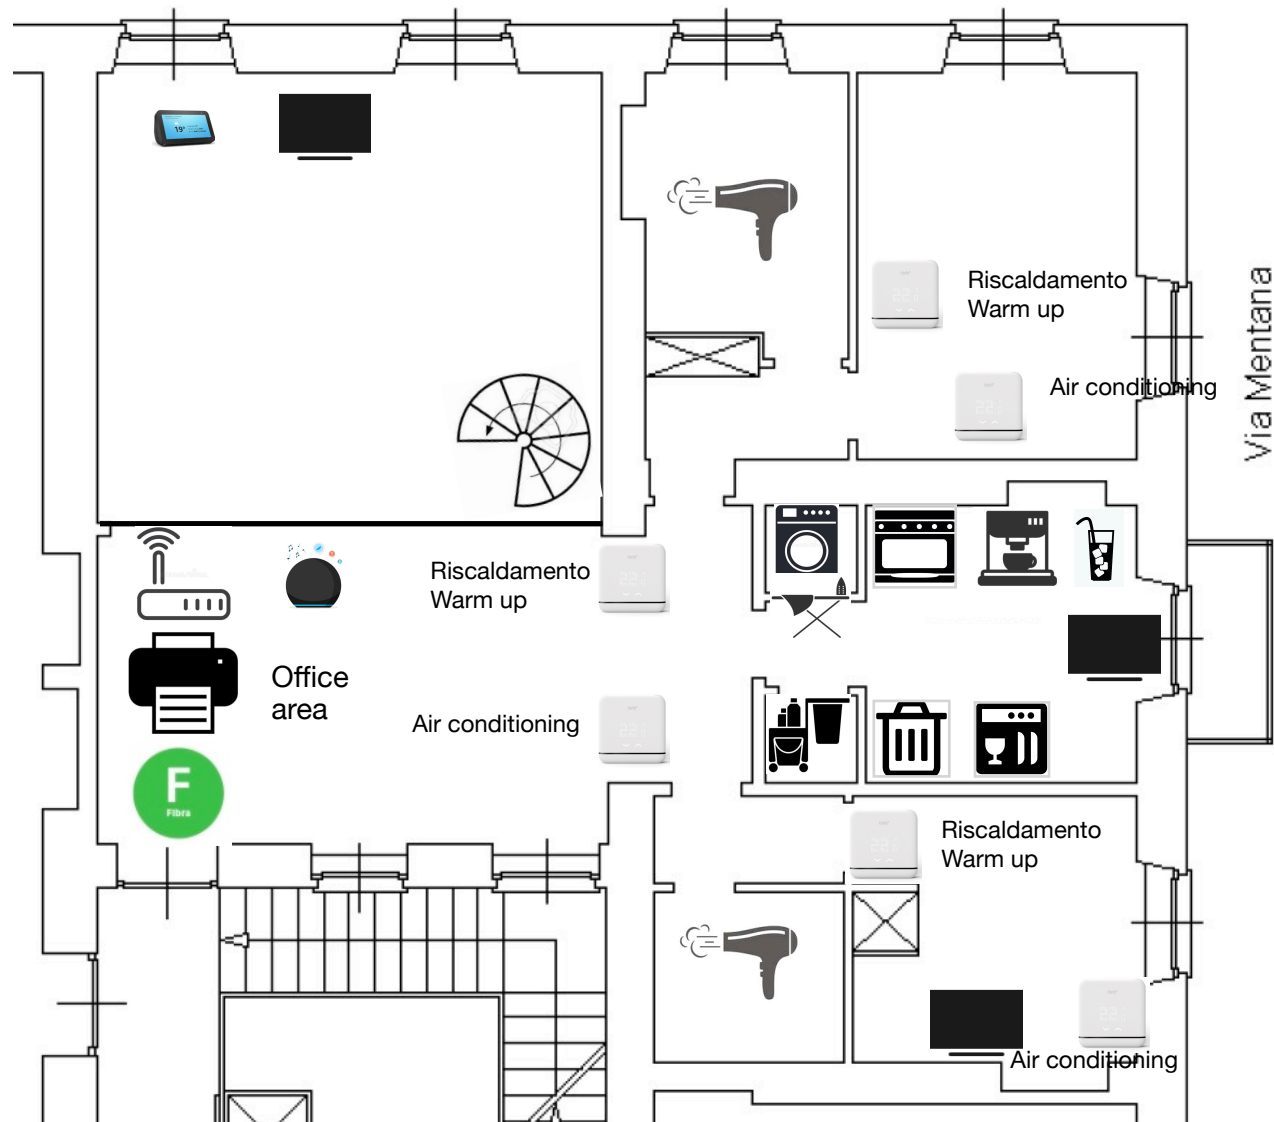 19°
Riscaldamento
Warm up
Air conditioning
Via Mentana
Riscaldamento
Warm up
Office
area
Air conditioning
F
Fibra
Riscaldamento
Warm up
Air conditioning